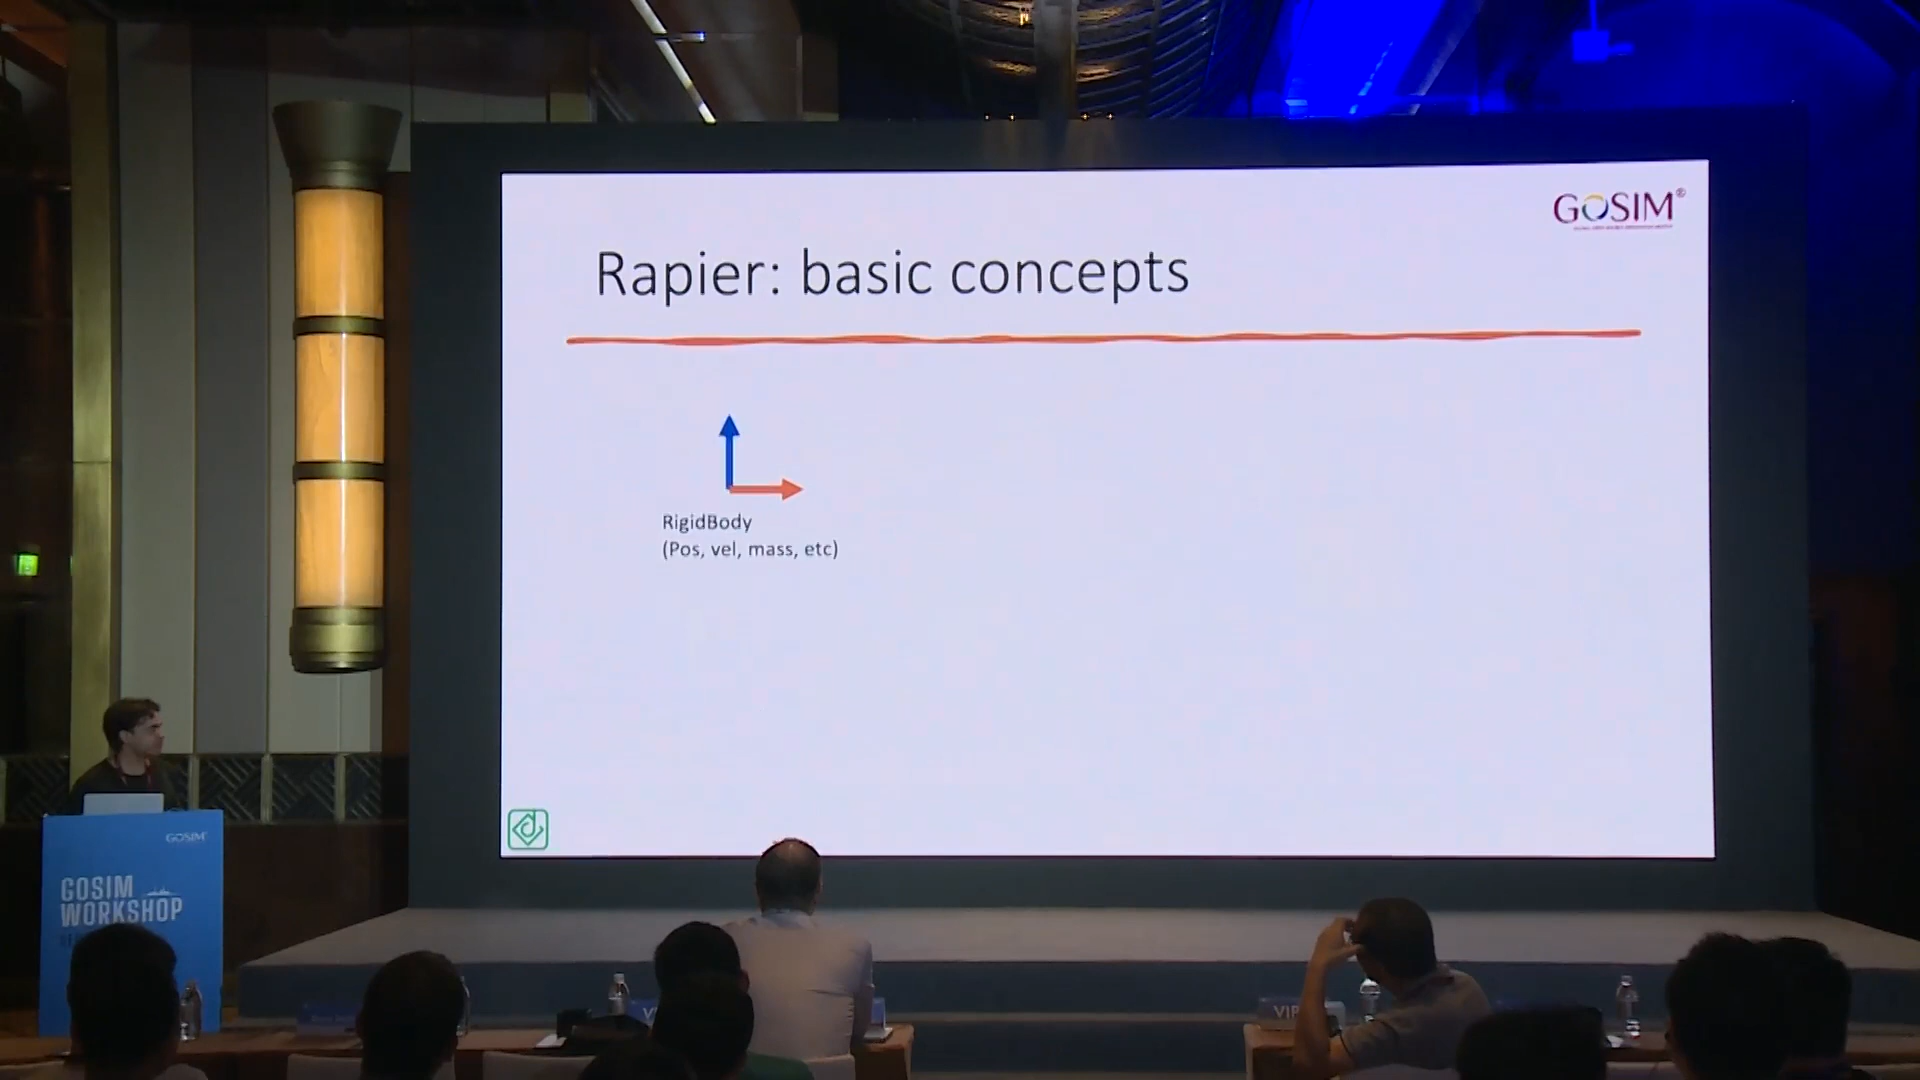 GOSIM®
Rapier: basic concepts
RigidBody
(Pos, vel, mass, etc)
GOSIM
GOSIM
WORKSHOP
VIP